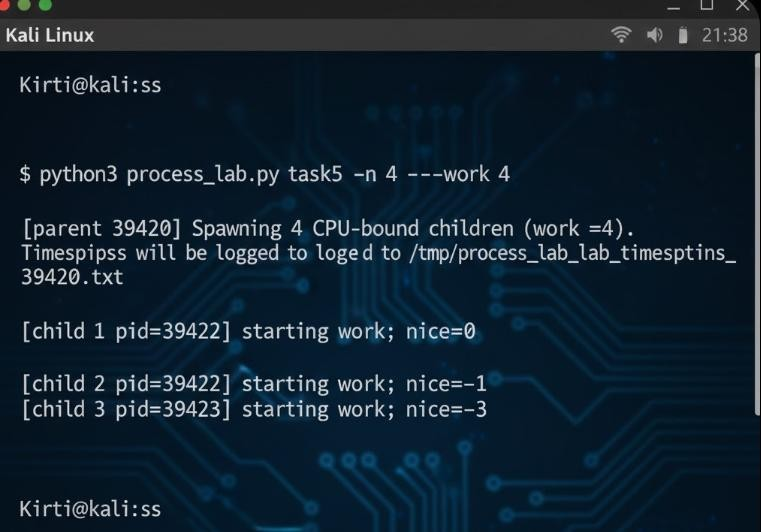 Kali Linux
21:38
Kirti@kali:ss
$ python3 process_lab.py task5 -n 4 ---work 4
[parent 39420] Spawning 4 CPU-bound children (work =4).
Timespipss will be logged to loged to /tmp/process_lab_lab_timesptins_
39420.txt
[child 1 pid=39422] starting work; nice=0
[child 2 pid=39422] starting work; nice=-1
[child 3 pid=39423] starting work; nice=-3
Kirti@kali:ss